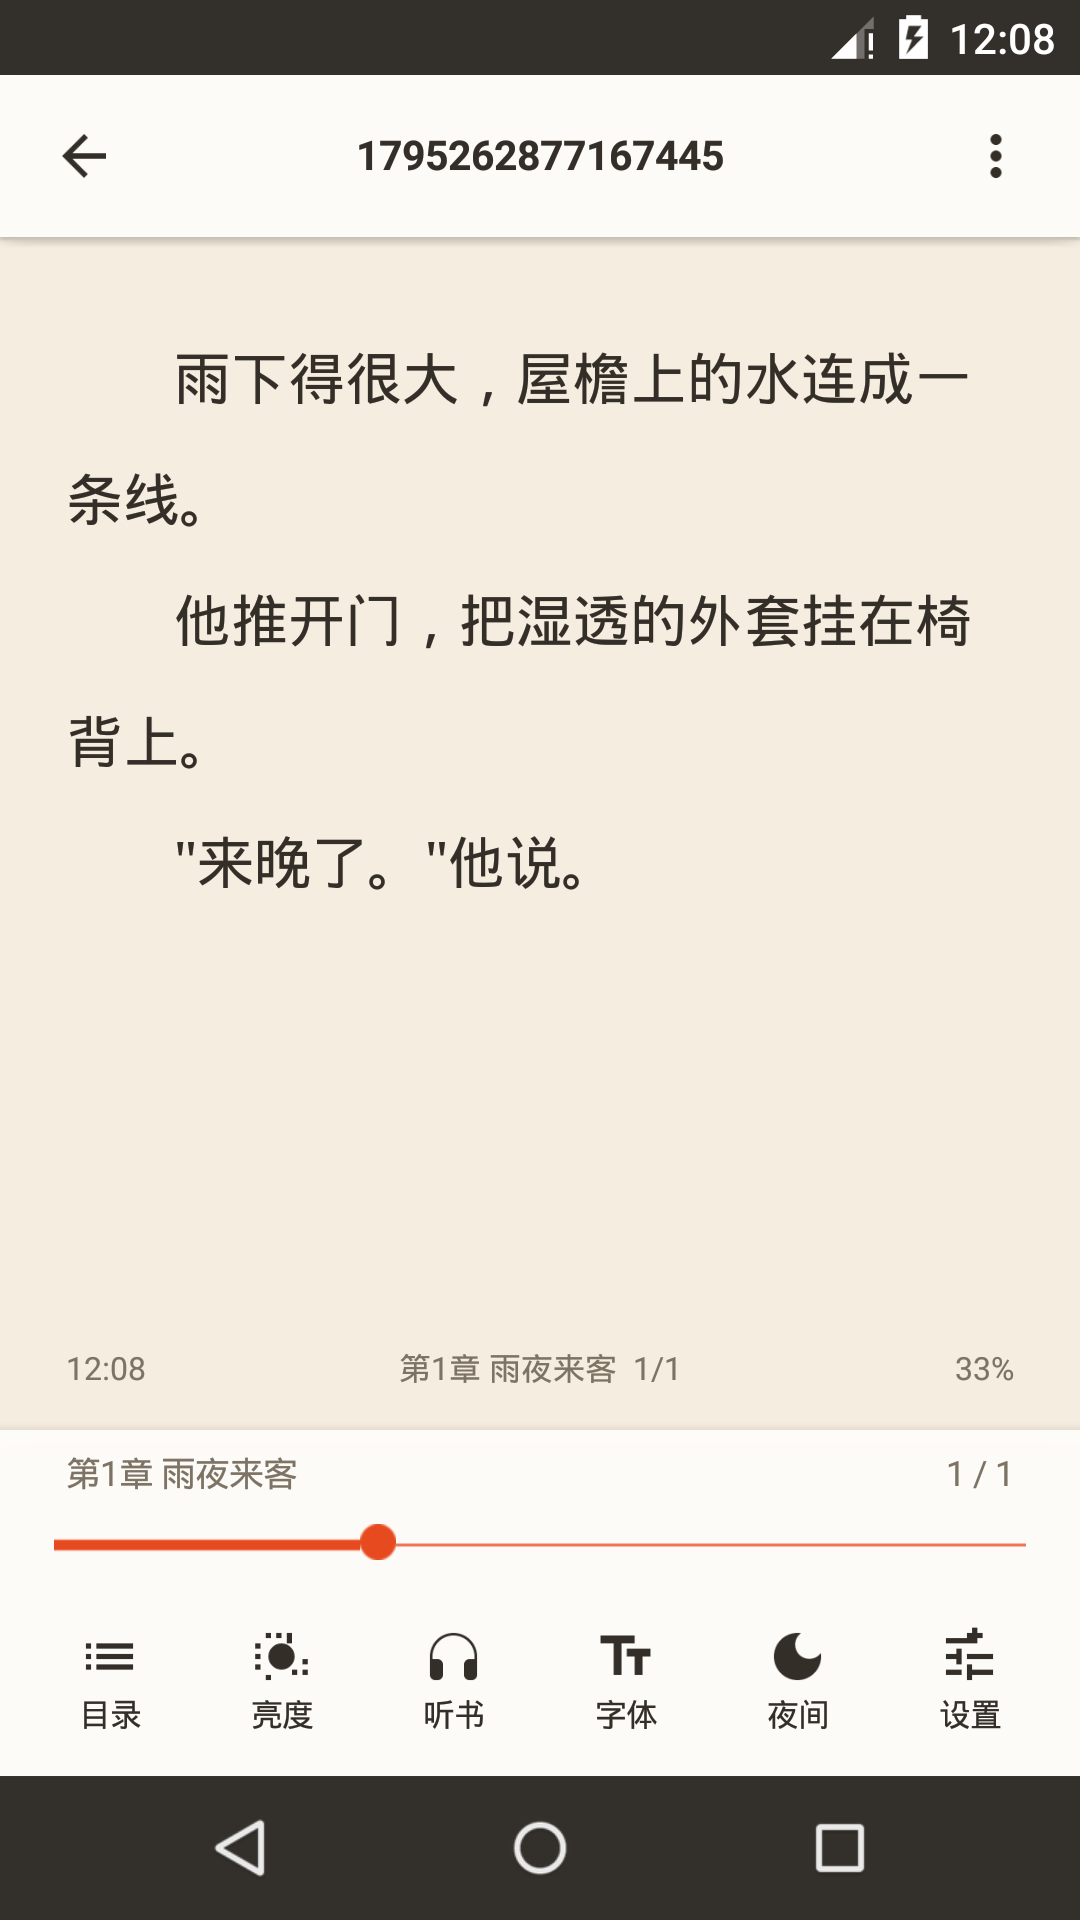 12:08
1795262877167445
雨下得很大，屋檐上的水连成一
条线。
他推开门，把湿透的外套挂在椅
背上。
"来晚了。"他说。
12:08 第1章 雨夜来客 1/1 33%
第1章 雨夜来客 1 / 1
目录 亮度 听书 字体 夜间 设置